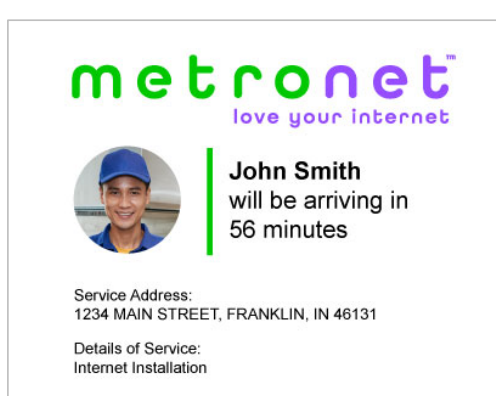 metronet™
love your internet
John Smith
will be arriving in
56 minutes
Service Address:
1234 MAIN STREET, FRANKLIN, IN 46131
Details of Service:
Internet Installation